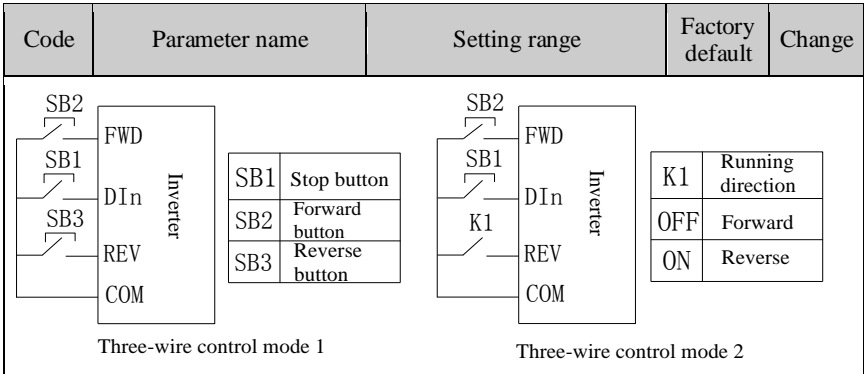 Code Parameter name Setting range Factory default Change
SB2
FWD
SB1
DIn
SB3
REV
COM
Inverter
SB1 Stop button
SB2 Forward button
SB3 Reverse button
Three-wire control mode 1
SB2
FWD
SB1
DIn
K1
REV
COM
Inverter
K1 Running direction
OFF Forward
ON Reverse
Three-wire control mode 2